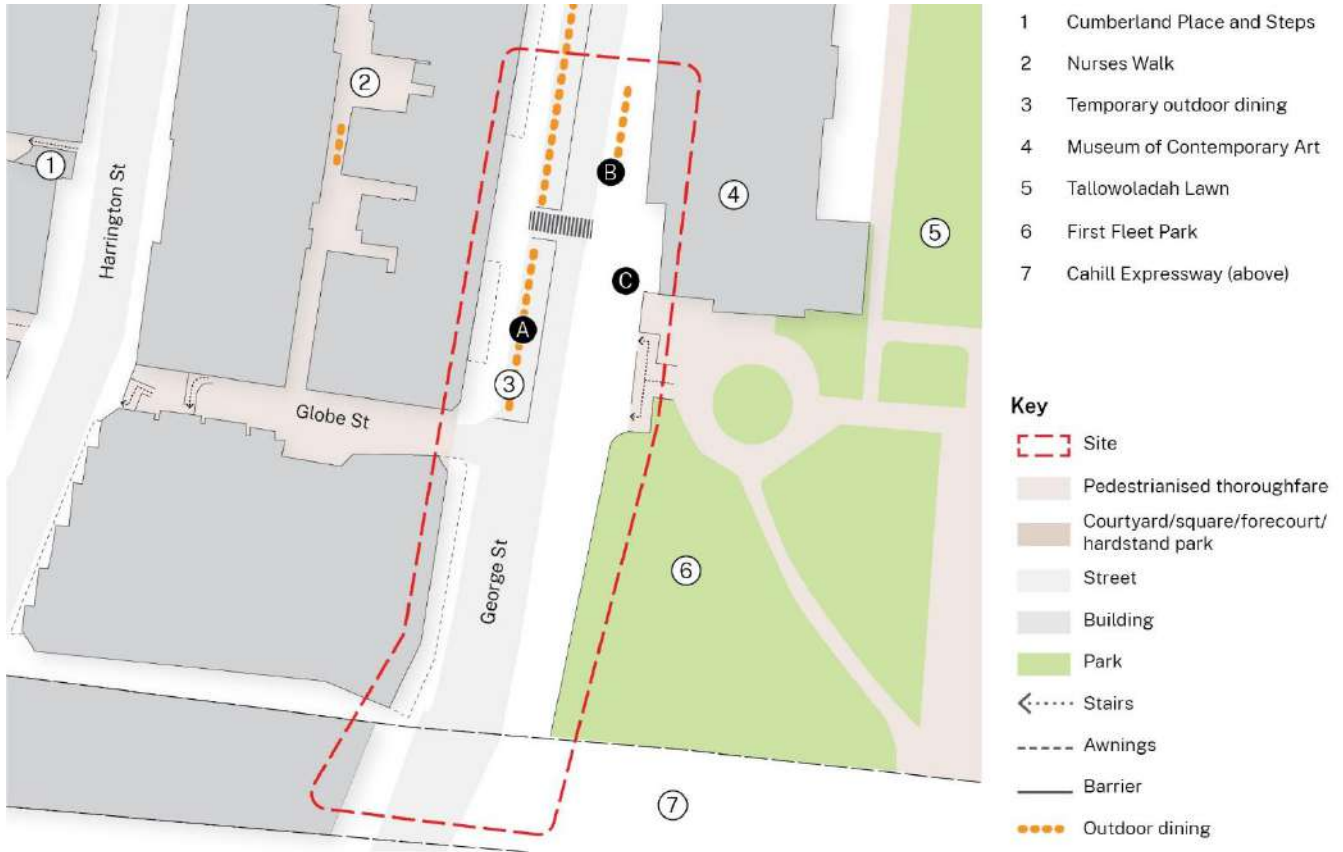 1 Cumberland Place and Steps
2 Nurses Walk
3 Temporary outdoor dining
4 Museum of Contemporary Art
5 Tallowoladah Lawn
6 First Fleet Park
7 Cahill Expressway (above)
Key
Site
Pedestrianised thoroughfare
Courtyard/square/forecourt/
hardstand park
Street
Building
Park
Stairs
Awnings
Barrier
Outdoor dining
2
1
B
4
5
Harrington St
C
A
3
Globe St
6
George St
7